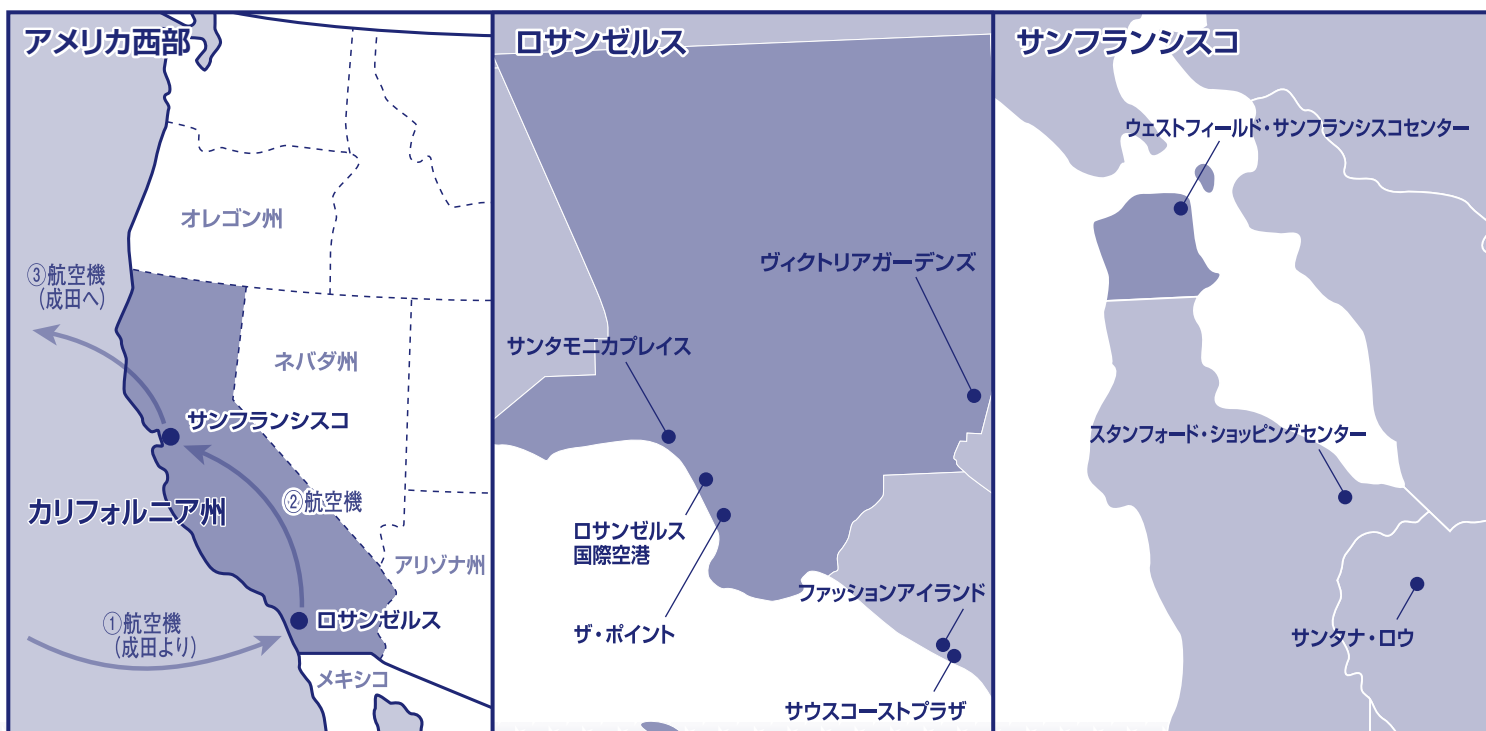 アメリカ西部
オレゴン州
③航空機
(成田へ)
ネバダ州
サンフランシスコ
②航空機
カリフォルニア州
アリゾナ州
①航空機
(成田より)
ロサンゼルス
メキシコ
ロサンゼルス
ヴィクトリアガーデンズ
サンタモニカプレイス
ロサンゼルス
国際空港
ファッションアイランド
ザ・ポイント
サウスコーストプラザ
サンフランシスコ
ウェストフィールド・サンフランシスコセンター
スタンフォード・ショッピングセンター
サンタナ・ロウ